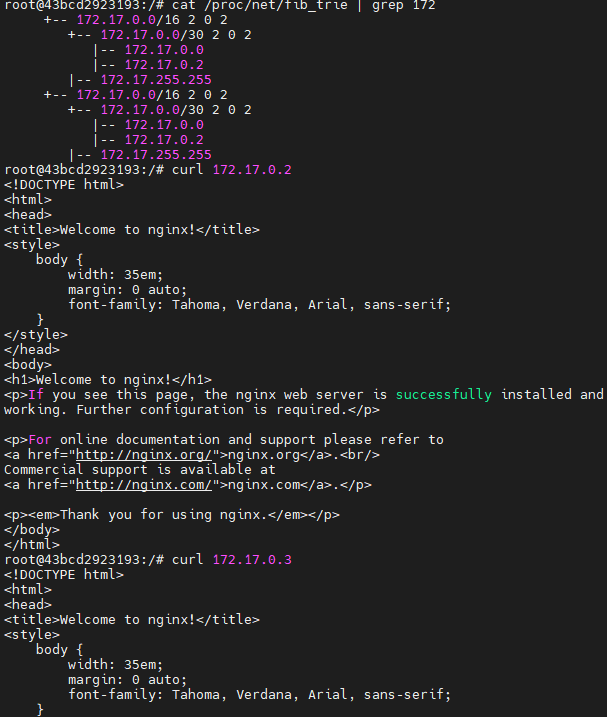 root@43bcd2923193:/# cat /proc/net/fib_trie | grep 172
     +-- 172.17.0.0/16 2 0 2
        +-- 172.17.0.0/30 2 0 2
           |-- 172.17.0.0
           |-- 172.17.0.2
        |-- 172.17.255.255
     +-- 172.17.0.0/16 2 0 2
        +-- 172.17.0.0/30 2 0 2
           |-- 172.17.0.0
           |-- 172.17.0.2
        |-- 172.17.255.255
root@43bcd2923193:/# curl 172.17.0.2
<!DOCTYPE html>
<html>
<head>
<title>Welcome to nginx!</title>
<style>
    body {
        width: 35em;
        margin: 0 auto;
        font-family: Tahoma, Verdana, Arial, sans-serif;
    }
</style>
</head>
<body>
<h1>Welcome to nginx!</h1>
<p>If you see this page, the nginx web server is successfully installed and
working. Further configuration is required.</p>

<p>For online documentation and support please refer to
<a href="http://nginx.org/">nginx.org</a>.<br/>
Commercial support is available at
<a href="http://nginx.com/">nginx.com</a>.</p>

<p><em>Thank you for using nginx.</em></p>
</body>
</html>
root@43bcd2923193:/# curl 172.17.0.3
<!DOCTYPE html>
<html>
<head>
<title>Welcome to nginx!</title>
<style>
    body {
        width: 35em;
        margin: 0 auto;
        font-family: Tahoma, Verdana, Arial, sans-serif;
    }